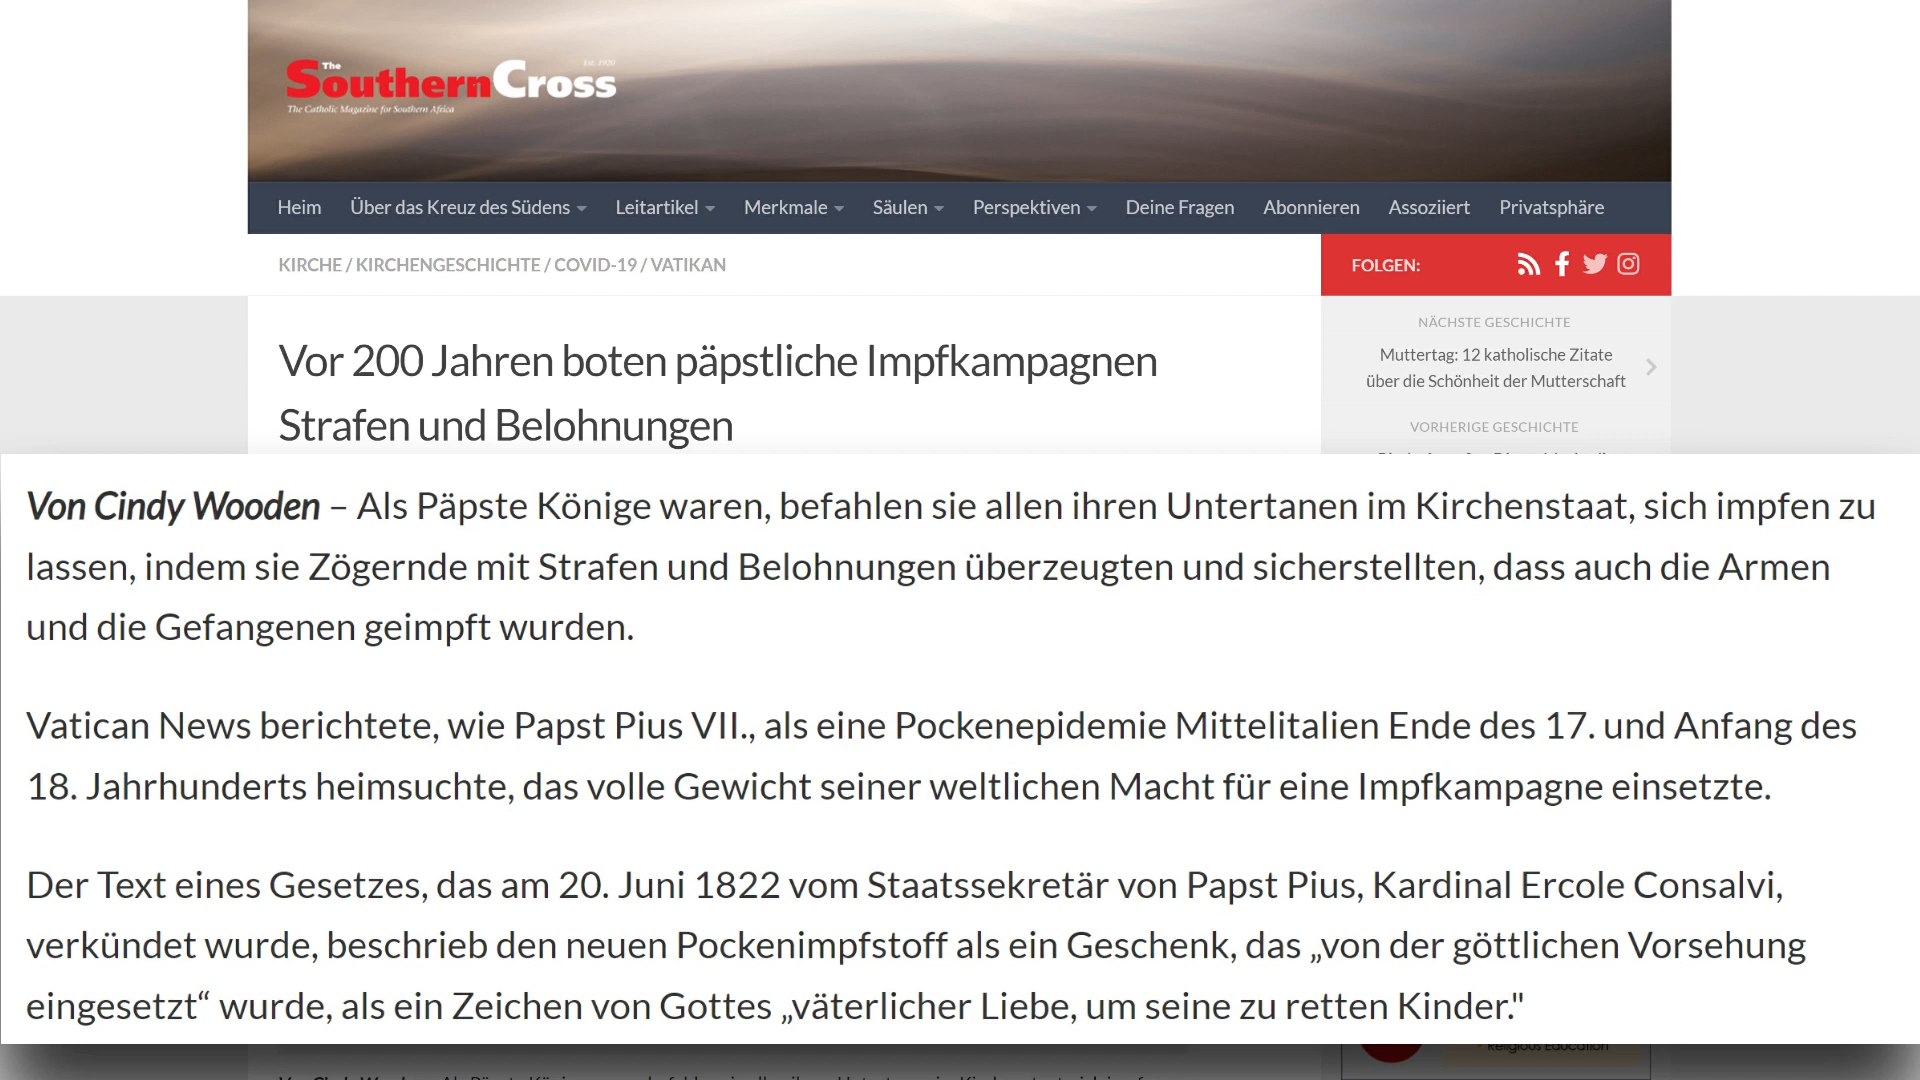 The
SouthernCross
Est. 1920
The Catholic Magazine for Southern Africa
Heim Über das Kreuz des Südens Leitartikel Merkmale Säulen Perspektiven Deine Fragen Abonnieren Assoziiert Privatsphäre
KIRCHE / KIRCHENGESCHICHTE / COVID-19 / VATIKAN
FOLGEN:
NÄCHSTE GESCHICHTE
Muttertag: 12 katholische Zitate
über die Schönheit der Mutterschaft
VORHERIGE GESCHICHTE
Vor 200 Jahren boten päpstliche Impfkampagnen
Strafen und Belohnungen
Von Cindy Wooden – Als Päpste Könige waren, befahlen sie allen ihren Untertanen im Kirchenstaat, sich impfen zu
lassen, indem sie Zögernde mit Strafen und Belohnungen überzeugten und sicherstellten, dass auch die Armen
und die Gefangenen geimpft wurden.
Vatican News berichtete, wie Papst Pius VII., als eine Pockenepidemie Mittelitalien Ende des 17. und Anfang des
18. Jahrhunderts heimsuchte, das volle Gewicht seiner weltlichen Macht für eine Impfkampagne einsetzte.
Der Text eines Gesetzes, das am 20. Juni 1822 vom Staatssekretär von Papst Pius, Kardinal Ercole Consalvi,
verkündet wurde, beschrieb den neuen Pockenimpfstoff als ein Geschenk, das „von der göttlichen Vorsehung
eingesetzt“ wurde, als ein Zeichen von Gottes „väterlicher Liebe, um seine zu retten Kinder."
Religious Education